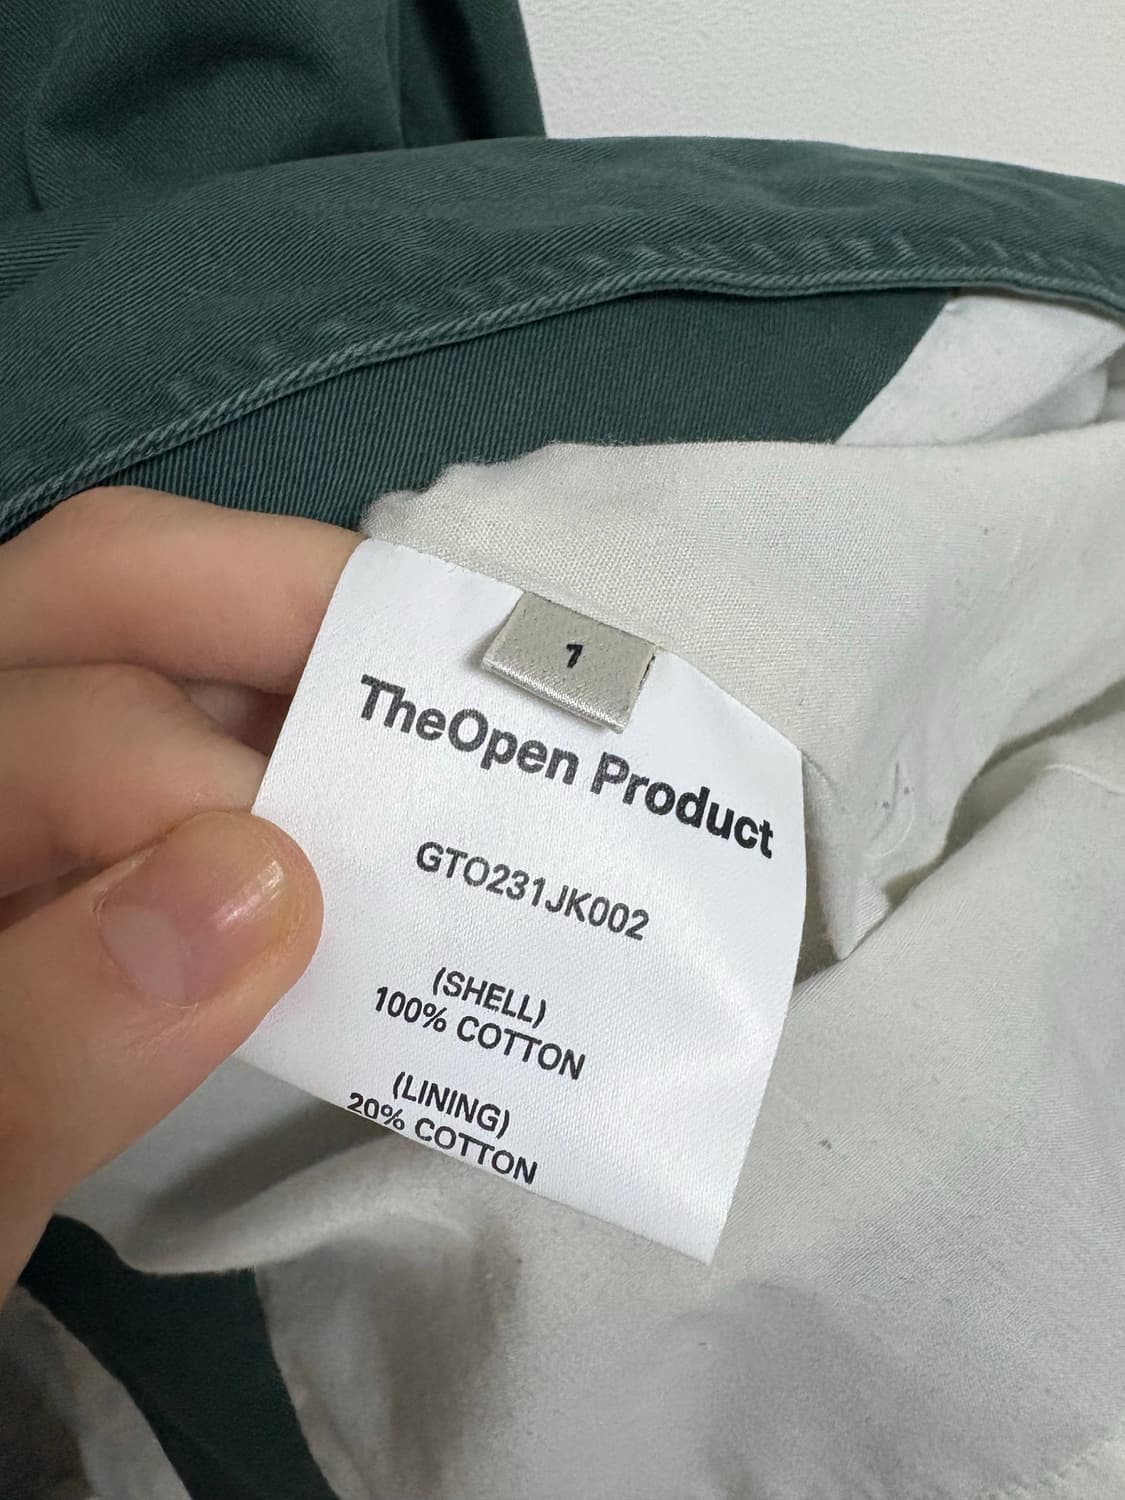 1
TheOpen Product
GTO231JK002
(SHELL)
100% COTTON
(LINING)
20% COTTON